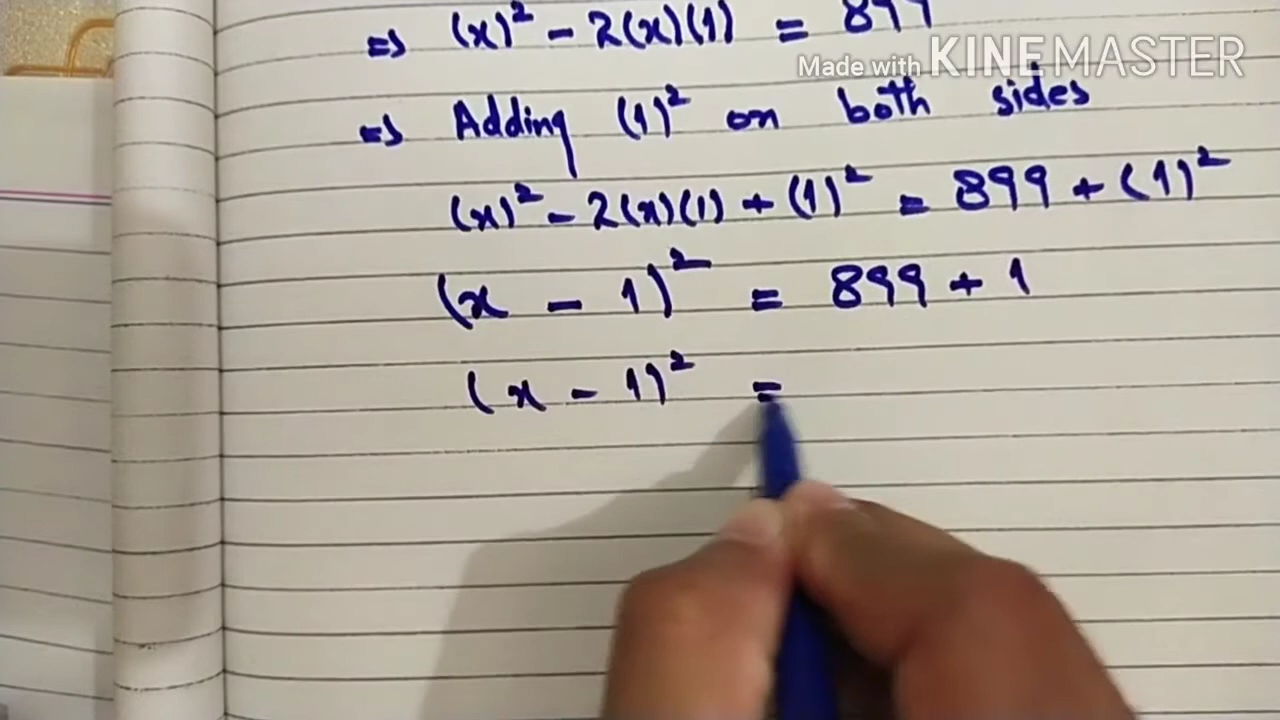 ⇒ (x)² - 2(x)(1) = 899
Made with KINEMASTER
⇒ Adding (1)² on both sides
(x)² - 2(x)(1) + (1)² = 899 + (1)²
(x - 1)² = 899 + 1
(x - 1)² =